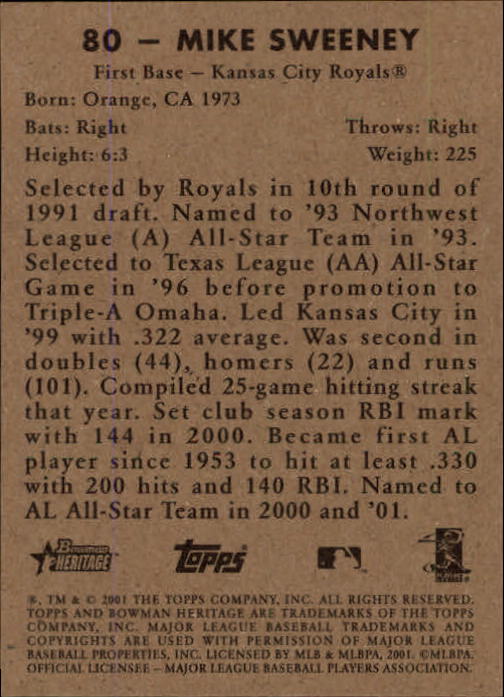 80 – MIKE SWEENEY
First Base – Kansas City Royals®
Born: Orange, CA 1973
Bats: Right Throws: Right
Height: 6:3 Weight: 225
Selected by Royals in 10th round of
1991 draft. Named to '93 Northwest
League (A) All-Star Team in '93.
Selected to Texas League (AA) All-Star
Game in '96 before promotion to
Triple-A Omaha. Led Kansas City in
'99 with .322 average. Was second in
doubles (44), homers (22) and runs
(101). Compiled 25-game hitting streak
that year. Set club season RBI mark
with 144 in 2000. Became first AL
player since 1953 to hit at least .330
with 200 hits and 140 RBI. Named to
AL All-Star Team in 2000 and '01.
Bowman
HERITAGE
Topps
®, TM & © 2001 THE TOPPS COMPANY, INC. ALL RIGHTS RESERVED.
TOPPS AND BOWMAN HERITAGE ARE TRADEMARKS OF THE TOPPS
COMPANY, INC. MAJOR LEAGUE BASEBALL TRADEMARKS AND
COPYRIGHTS ARE USED WITH PERMISSION OF MAJOR LEAGUE
BASEBALL PROPERTIES, INC. LICENSED BY MLB & MLBPA, 2001. ©MLBPA.
OFFICIAL LICENSEE – MAJOR LEAGUE BASEBALL PLAYERS ASSOCIATION.